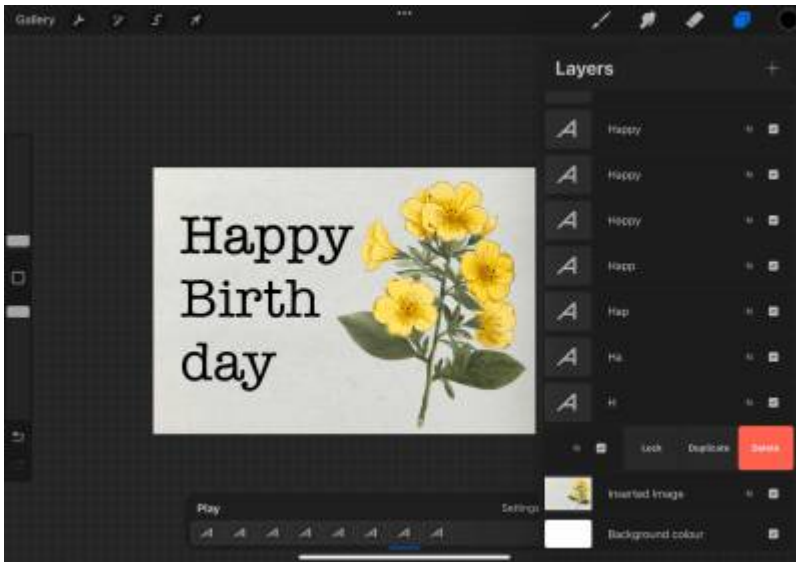 Gallery
Layers
Happy
Happy
Happy
Happ
Hap
Ha
H
N
Lock Duplicate Delete
N
Inserted Image
N
Background colour
Happy
Birth
day
Play Settings